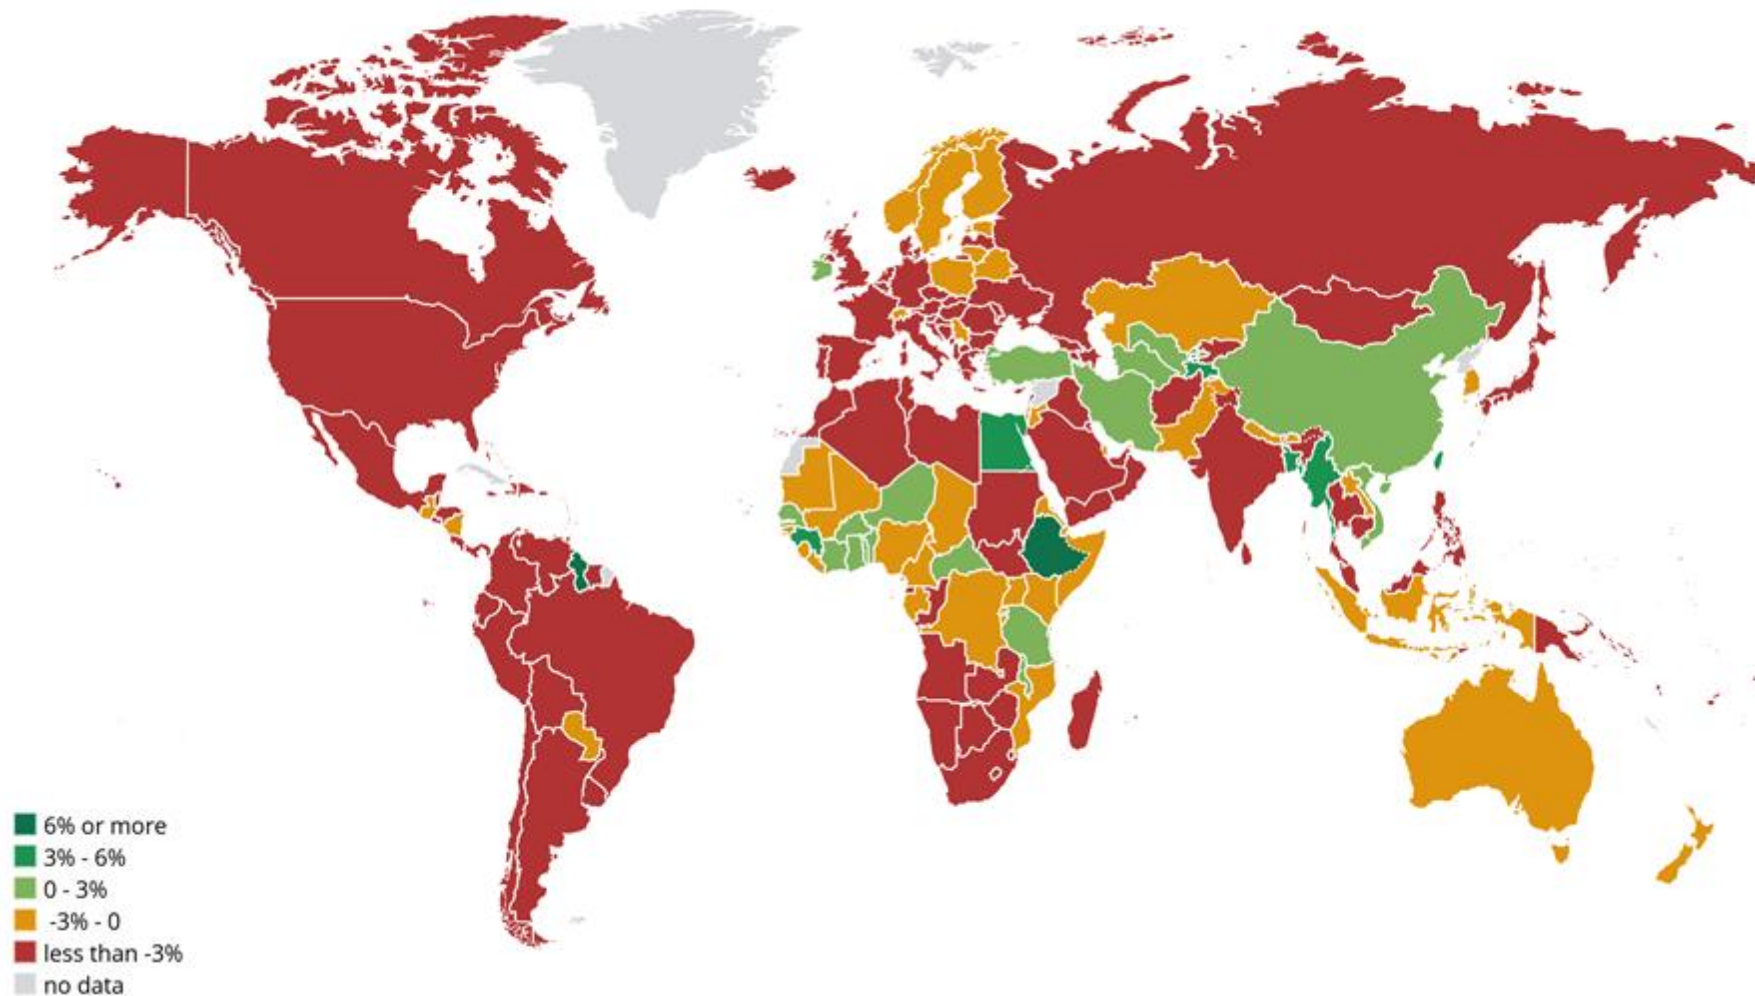 6% or more
3% - 6%
0 - 3%
-3% - 0
less than -3%
no data